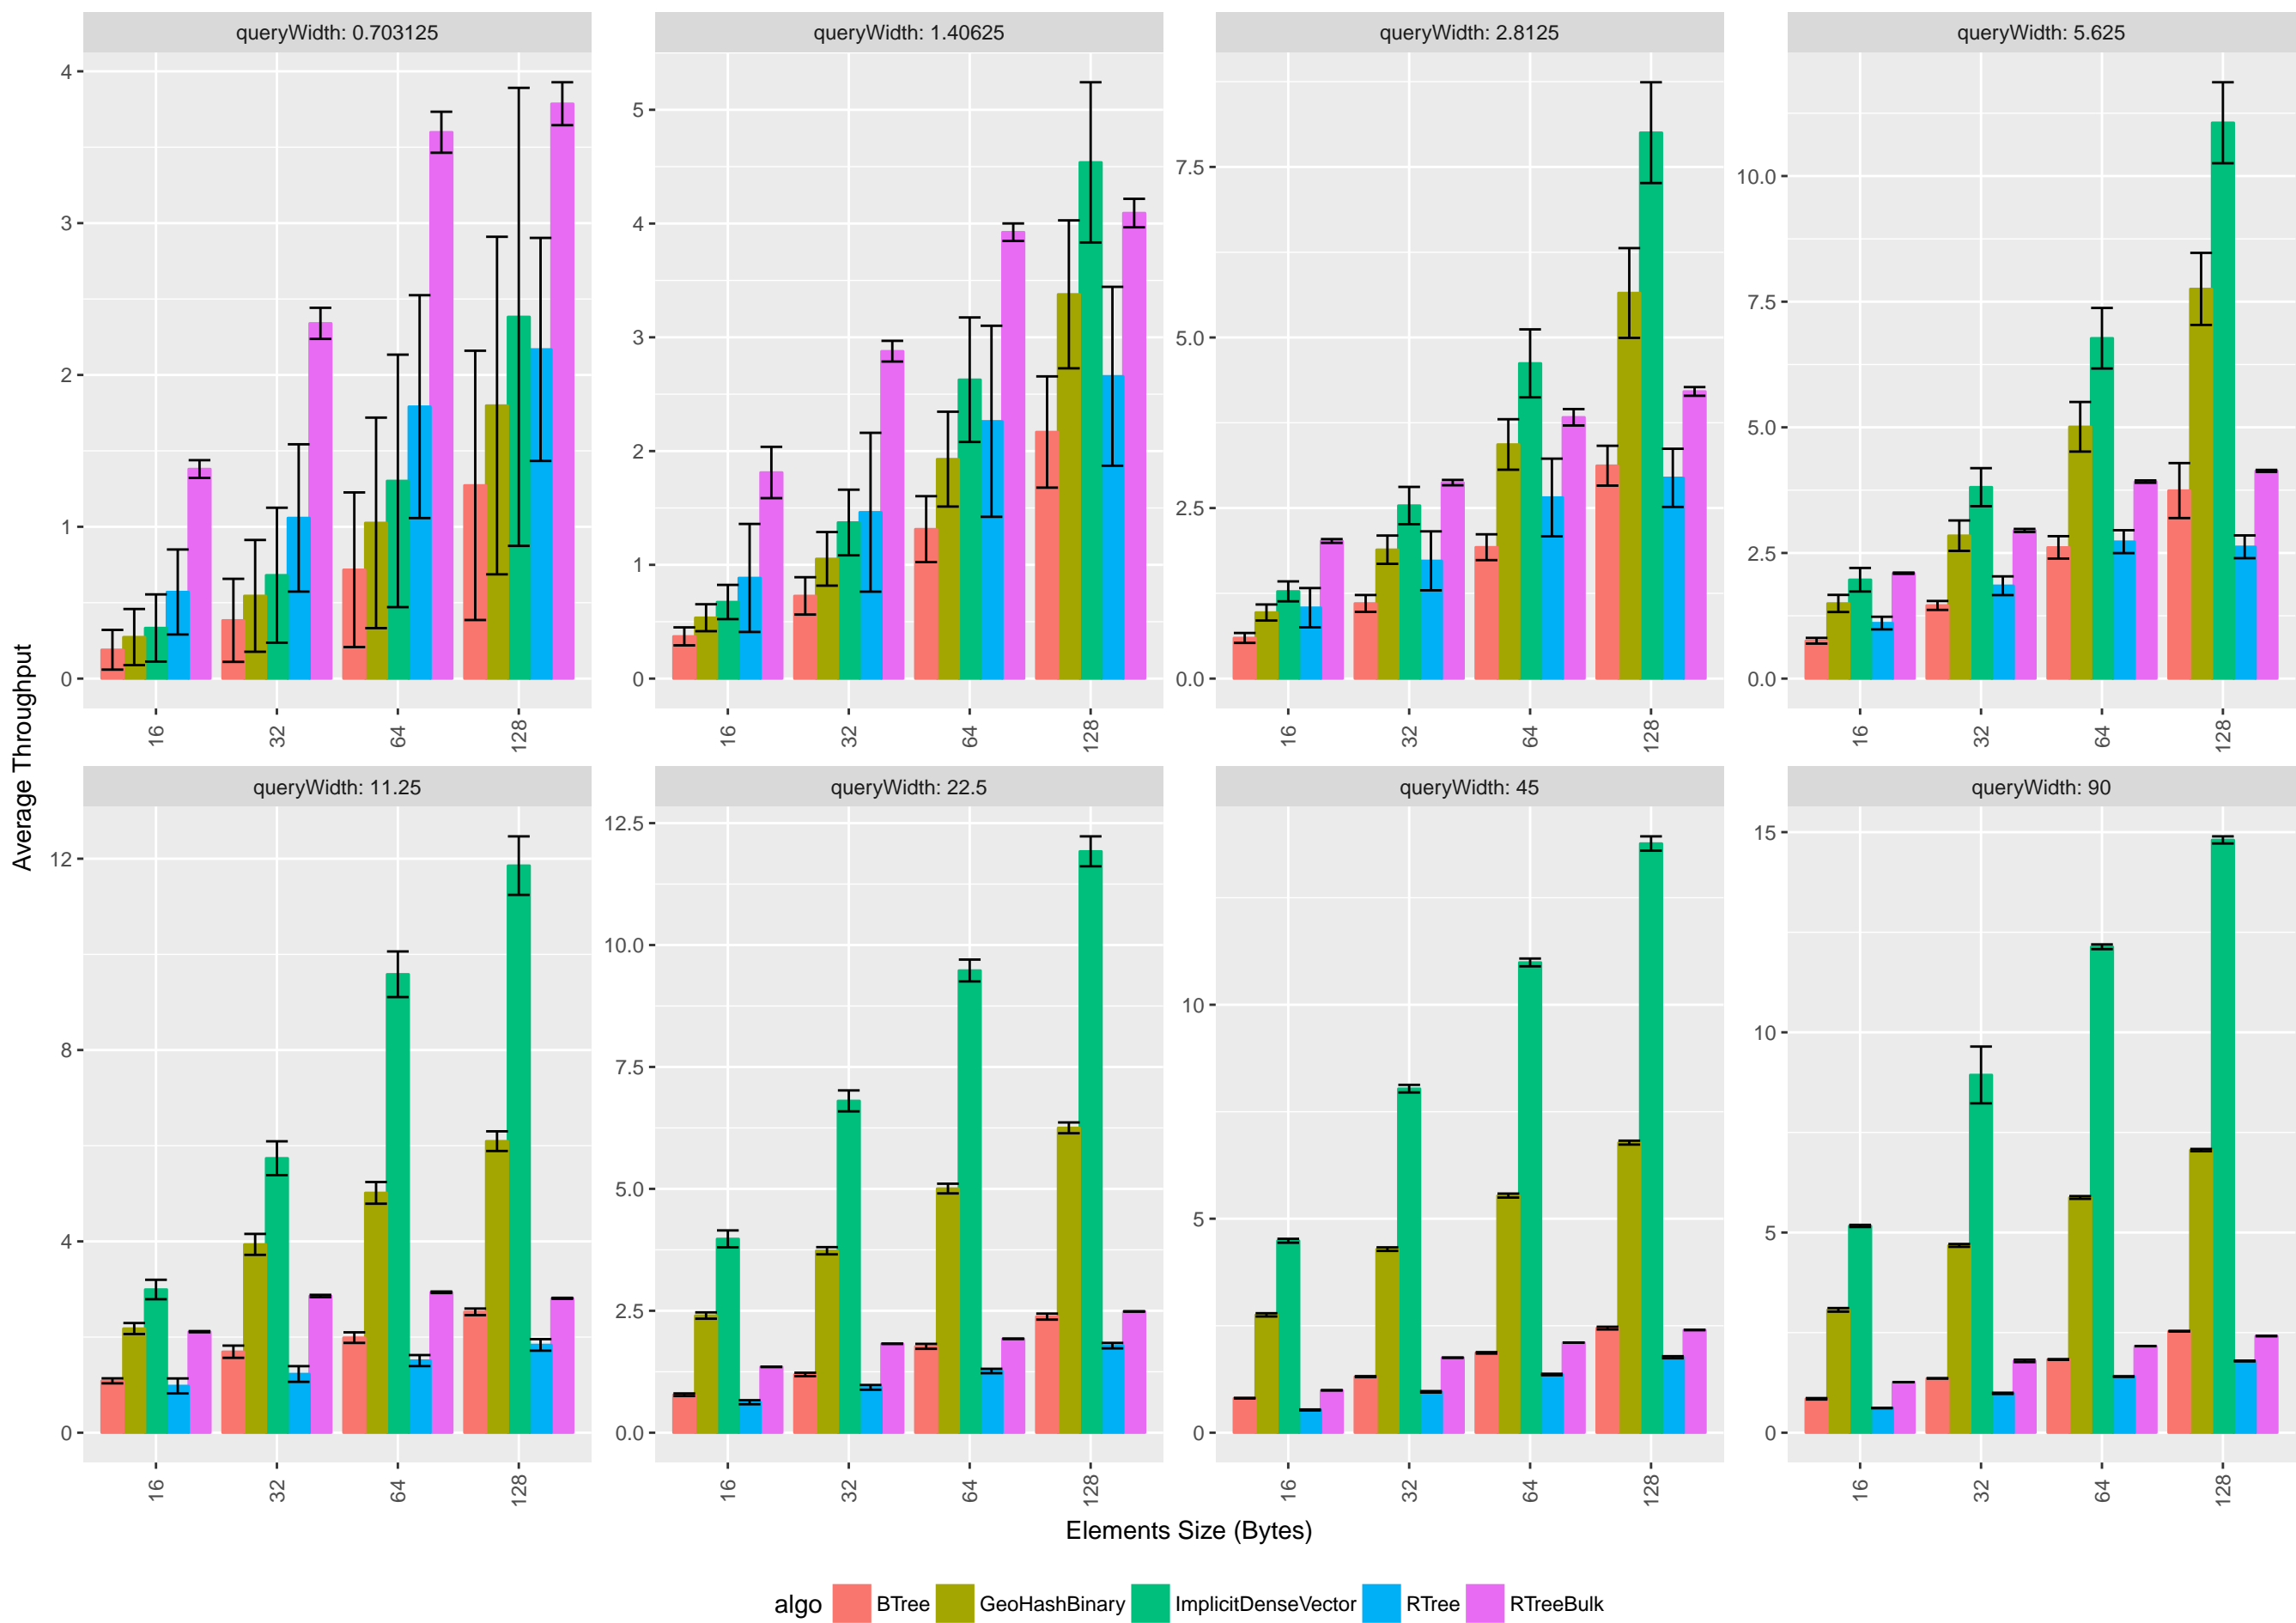 queryWidth: 0.703125
queryWidth: 1.40625
queryWidth: 2.8125
queryWidth: 5.625
4
3
2
1
0
5
4
3
2
1
0
7.5
5.0
2.5
0.0
10.0
7.5
5.0
2.5
0.0
16 32 64 128
16 32 64 128
16 32 64 128
16 32 64 128
Average Throughput
queryWidth: 11.25
queryWidth: 22.5
queryWidth: 45
queryWidth: 90
12
8
4
0
12.5
10.0
7.5
5.0
2.5
0.0
10
5
0
15
10
5
0
16 32 64 128
16 32 64 128
16 32 64 128
16 32 64 128
Elements Size (Bytes)
algo BTree GeoHashBinary ImplicitDenseVector RTree RTreeBulk